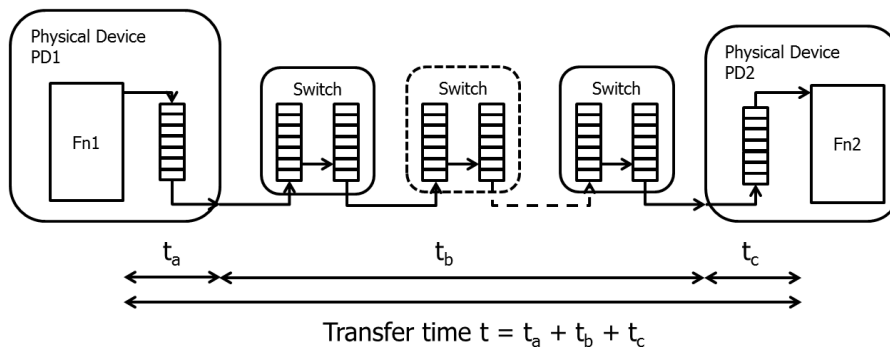 Physical Device
PD1
Physical Device
PD2
Switch
Switch
Switch
Fn1
Fn2
ta
tb
tc
Transfer time t = ta + tb + tc